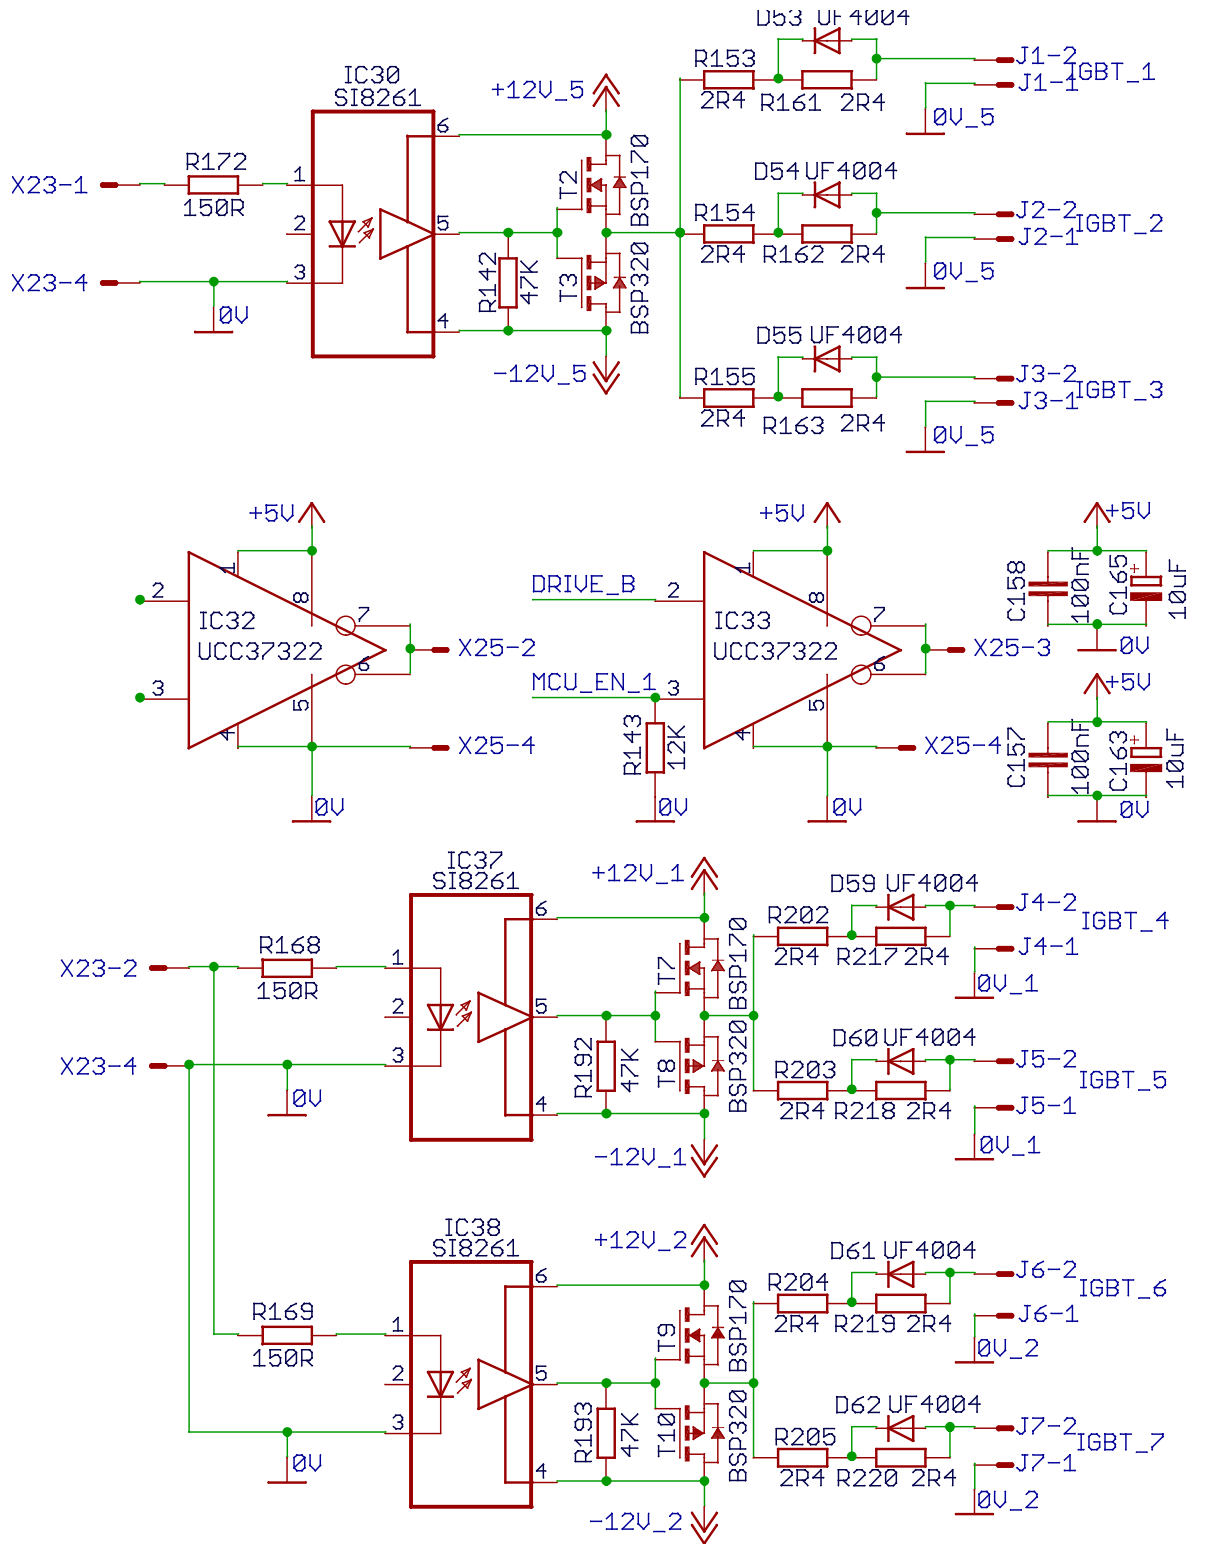 D53 UF4004
R153
2R4
R161 2R4
J1-2
J1-1
IGBT_1
0V_5
IC30
SI8261
+12V_5
6
X23-1
R172
150R
1
2
3
X23-4
0V
5
4
R142
47K
T2
BSP170
T3
BSP320
-12V_5
D54 UF4004
R154
2R4
R162 2R4
J2-2
J2-1
IGBT_2
0V_5
D55 UF4004
R155
2R4
R163 2R4
J3-2
J3-1
IGBT_3
0V_5
+5V
1
2
8
IC32
UCC37322
7
6
X25-2
3
5
4
X25-4
0V
+5V
DRIVE_B
1
2
8
IC33
UCC37322
7
6
X25-3
MCU_EN_1
3
5
4
R143
12K
X25-4
0V
0V
+5V
C158
100nF
C165
+
10uF
0V
+5V
C157
100nF
C163
+
10uF
0V
IC37
SI8261
+12V_1
6
X23-2
R168
150R
1
2
3
X23-4
0V
5
4
R192
47K
T7
BSP170
T8
BSP320
-12V_1
D59 UF4004
R202
2R4
R217 2R4
J4-2
IGBT_4
J4-1
0V_1
D60 UF4004
R203
2R4
R218 2R4
J5-2
IGBT_5
J5-1
0V_1
IC38
SI8261
+12V_2
6
R169
150R
1
2
3
0V
5
4
R193
47K
T9
BSP170
T10
BSP320
-12V_2
D61 UF4004
R204
2R4
R219 2R4
J6-2
IGBT_6
J6-1
0V_2
D62 UF4004
R205
2R4
R220 2R4
J7-2
IGBT_7
J7-1
0V_2